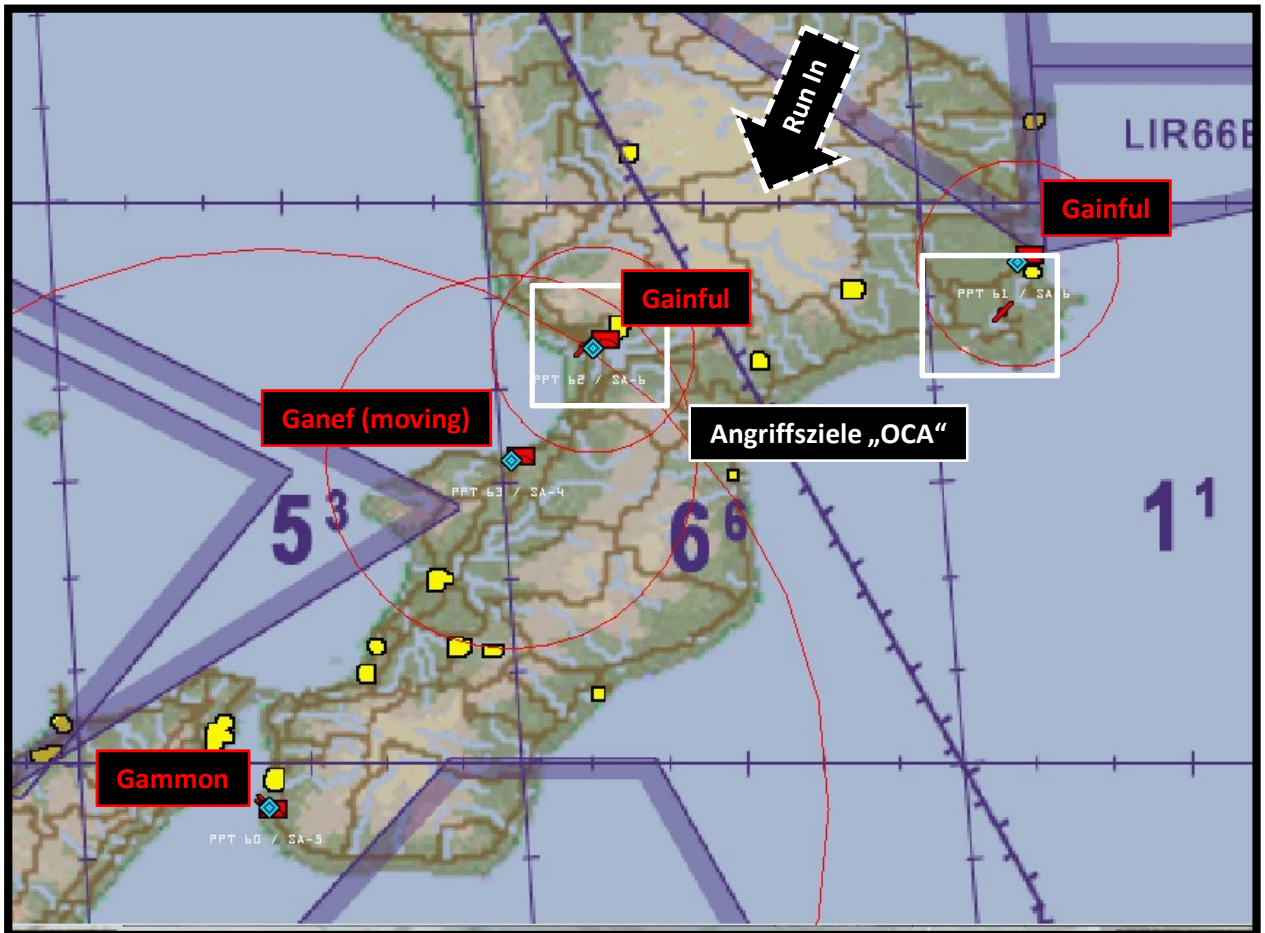 Run In
LIR66E
Gainful
PPT 61 / SA-6
Gainful
PPT 62 / SA-6
Ganef (moving)
Angriffsziele „OCA“
PPT 63 / SA-4
5³
6⁶
1¹
Gammon
PPT 60 / SA-5